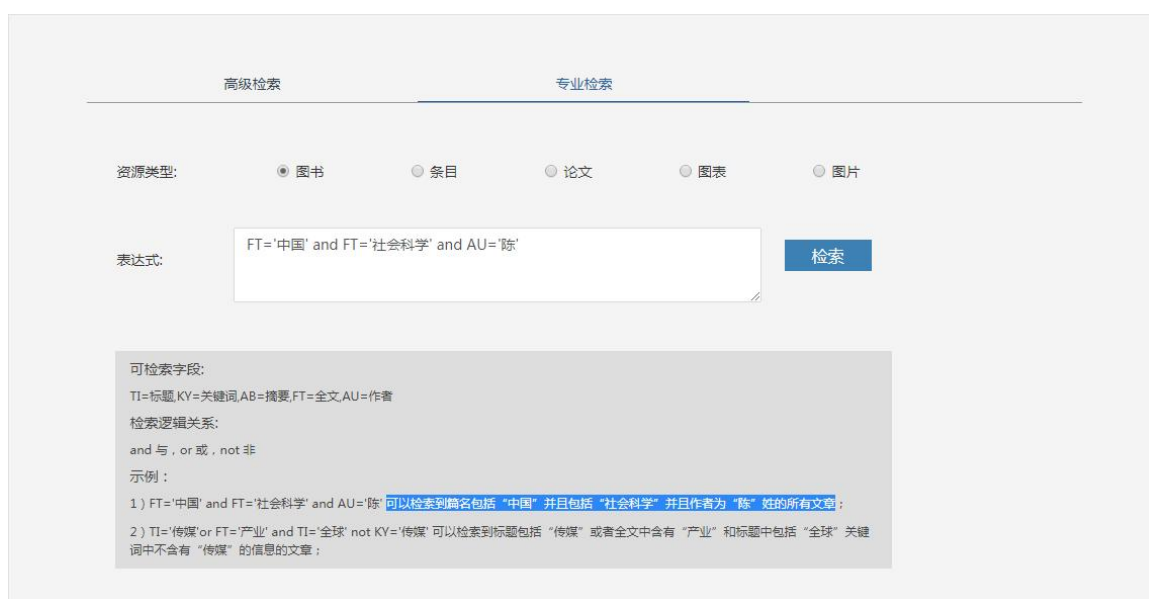 高级检索 专业检索
资源类型: 图书 条目 论文 图表 图片
FT='中国' and FT='社会科学' and AU='陈'
表达式: 检索
可检索字段:
TI=标题,KY=关键词,AB=摘要,FT=全文,AU=作者
检索逻辑关系:
and 与 , or 或 , not 非
示例：
1 ) FT='中国' and FT='社会科学' and AU='陈' 可以检索到篇名包括“中国”并且包括“社会科学”并且作者为“陈”姓的所有文章；
2 ) TI='传媒'or FT='产业' and TI='全球' not KY='传媒' 可以检索到标题包括“传媒”或者全文中含有“产业”和标题中包括“全球”关键
词中不含有“传媒”的信息的文章；